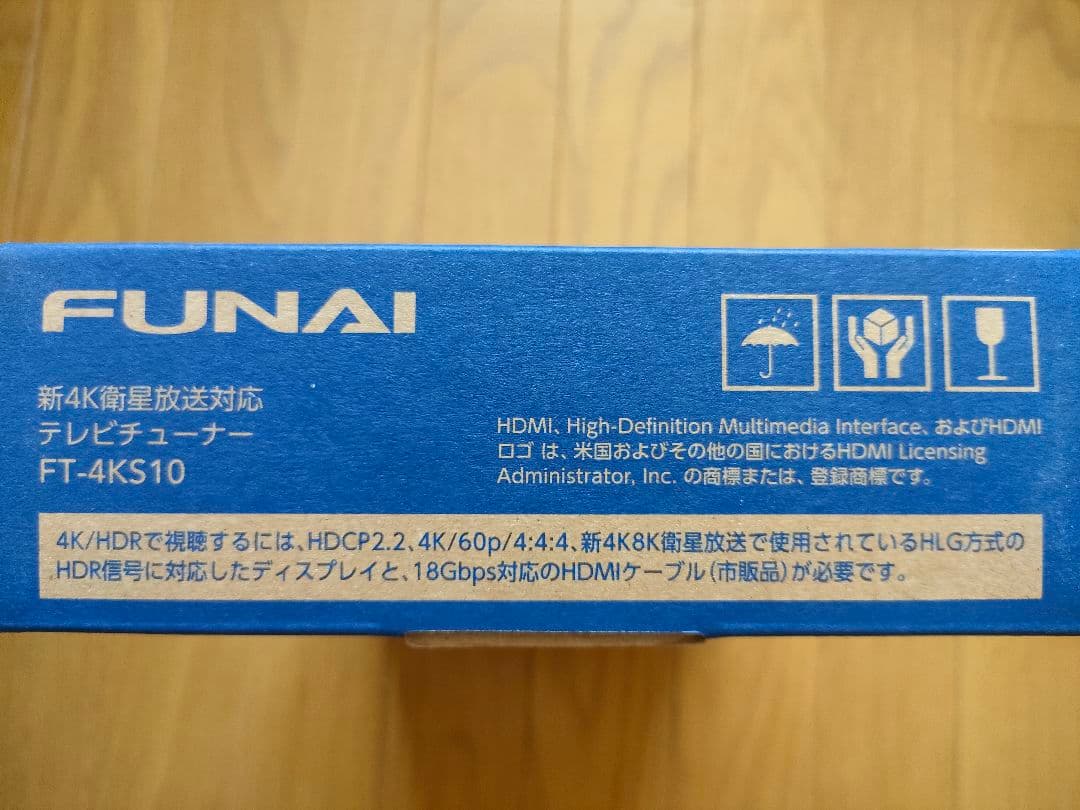 FUNAI
新4K衛星放送対応
テレビチューナー
FT-4KS10
HDMI、High-Definition Multimedia Interface、およびHDMI
ロゴ は、米国およびその他の国におけるHDMI Licensing
Administrator, Inc. の商標または、登録商標です。
4K/HDRで視聴するには、HDCP2.2、4K/60p/4:4:4、新4K8K衛星放送で使用されているHLG方式の
HDR信号に対応したディスプレイと、18Gbps対応のHDMIケーブル(市販品)が必要です。